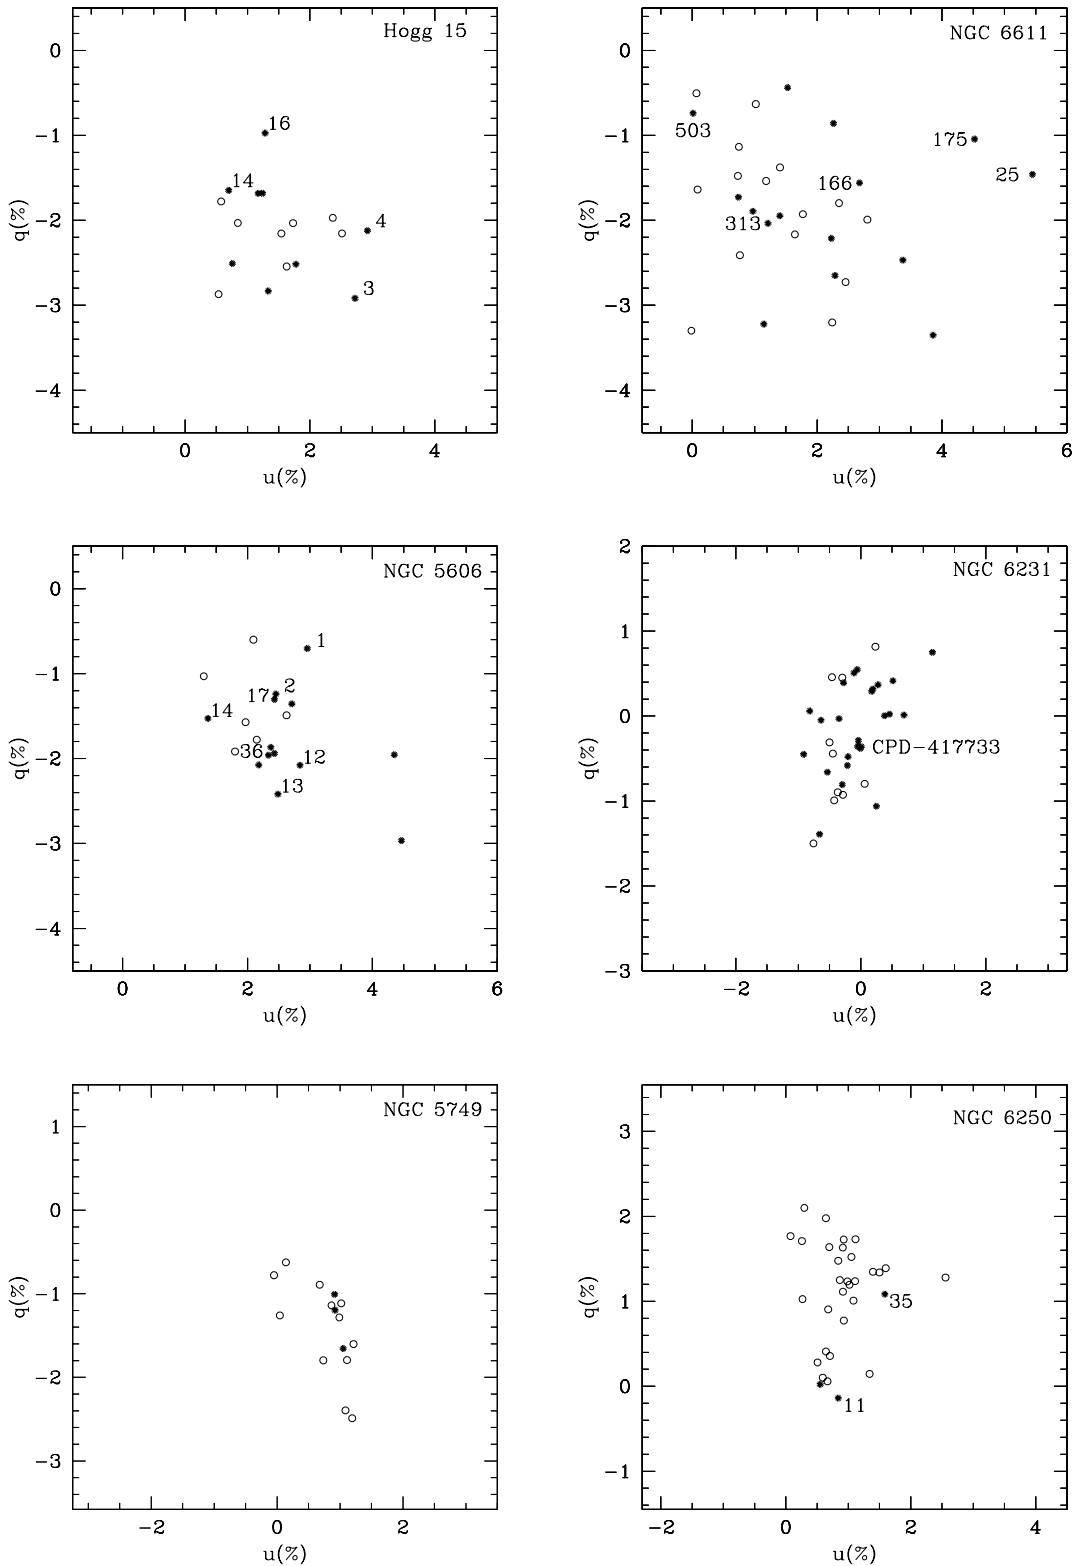 Hogg 15
0
−1
−2
−3
−4
q(%)
16
14
4
3
0 2 4
u(%)
NGC 6611
0
−1
−2
−3
−4
q(%)
503
175
25
166
313
0 2 4 6
u(%)
NGC 5606
0
−1
−2
−3
−4
q(%)
1
2
17
14
36
12
13
0 2 4 6
u(%)
NGC 6231
2
1
0
−1
−2
−3
q(%)
CPD−417733
−2 0 2
u(%)
NGC 5749
1
0
−1
−2
−3
q(%)
−2 0 2
u(%)
NGC 6250
3
2
1
0
−1
q(%)
35
11
−2 0 2 4
u(%)